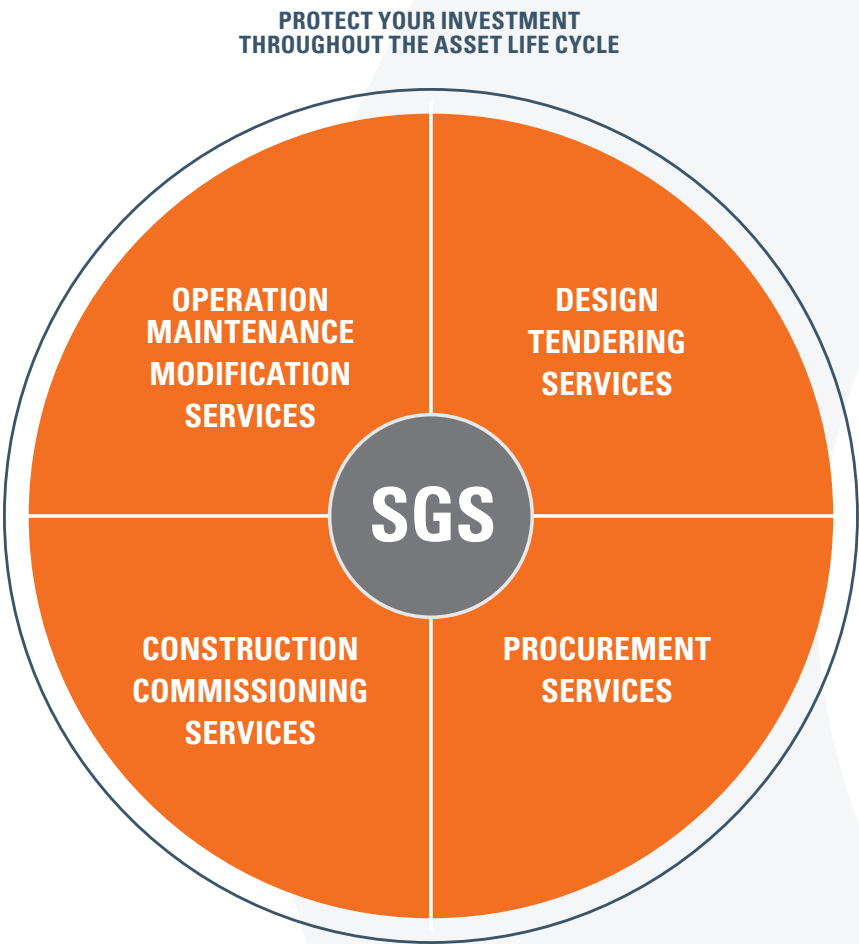 PROTECT YOUR INVESTMENT
THROUGHOUT THE ASSET LIFE CYCLE
OPERATION
MAINTENANCE
MODIFICATION
SERVICES
DESIGN
TENDERING
SERVICES
SGS
CONSTRUCTION
COMMISSIONING
SERVICES
PROCUREMENT
SERVICES